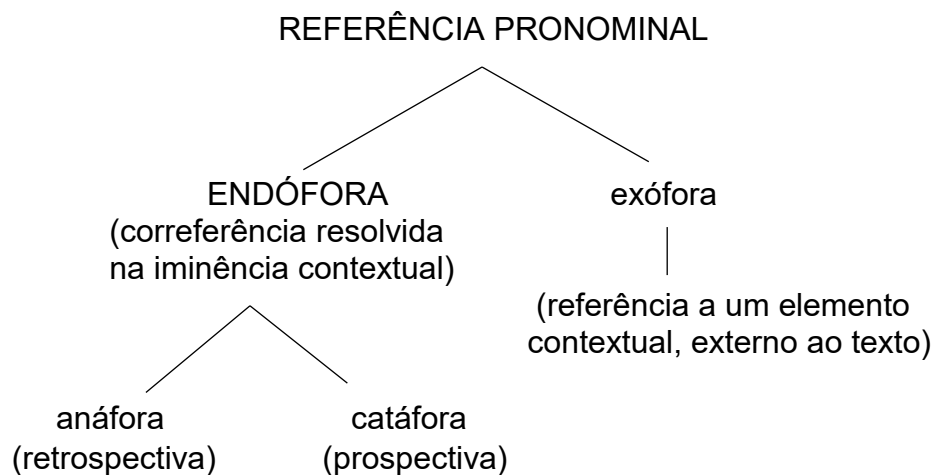 REFERÊNCIA PRONOMINAL
ENDÓFORA
(correferência resolvida
na iminência contextual)
exófora
(referência a um elemento
contextual, externo ao texto)
anáfora
(retrospectiva)
catáfora
(prospectiva)